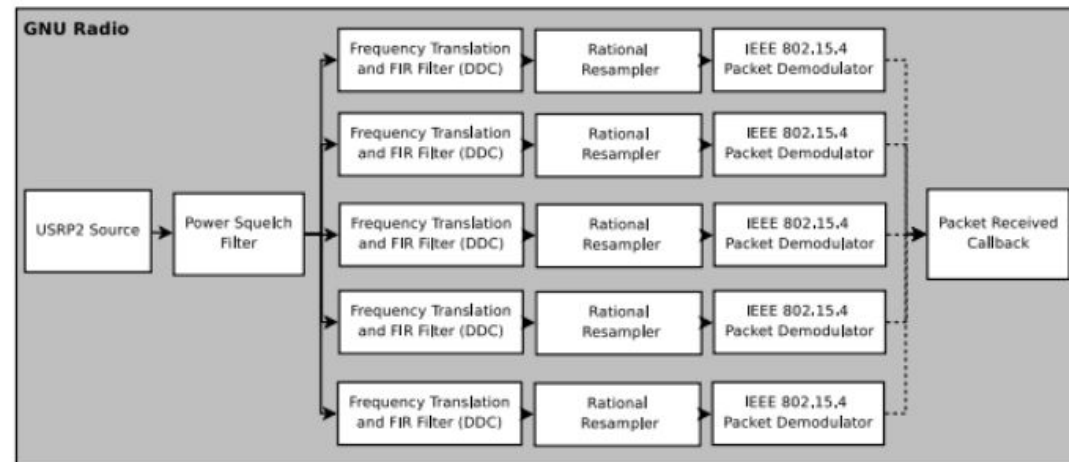 GNU Radio
USRP2 Source
Power Squelch
Filter
Frequency Translation
and FIR Filter (DDC)
Rational
Resampler
IEEE 802.15.4
Packet Demodulator
Frequency Translation
and FIR Filter (DDC)
Rational
Resampler
IEEE 802.15.4
Packet Demodulator
Frequency Translation
and FIR Filter (DDC)
Rational
Resampler
IEEE 802.15.4
Packet Demodulator
Frequency Translation
and FIR Filter (DDC)
Rational
Resampler
IEEE 802.15.4
Packet Demodulator
Frequency Translation
and FIR Filter (DDC)
Rational
Resampler
IEEE 802.15.4
Packet Demodulator
Packet Received
Callback